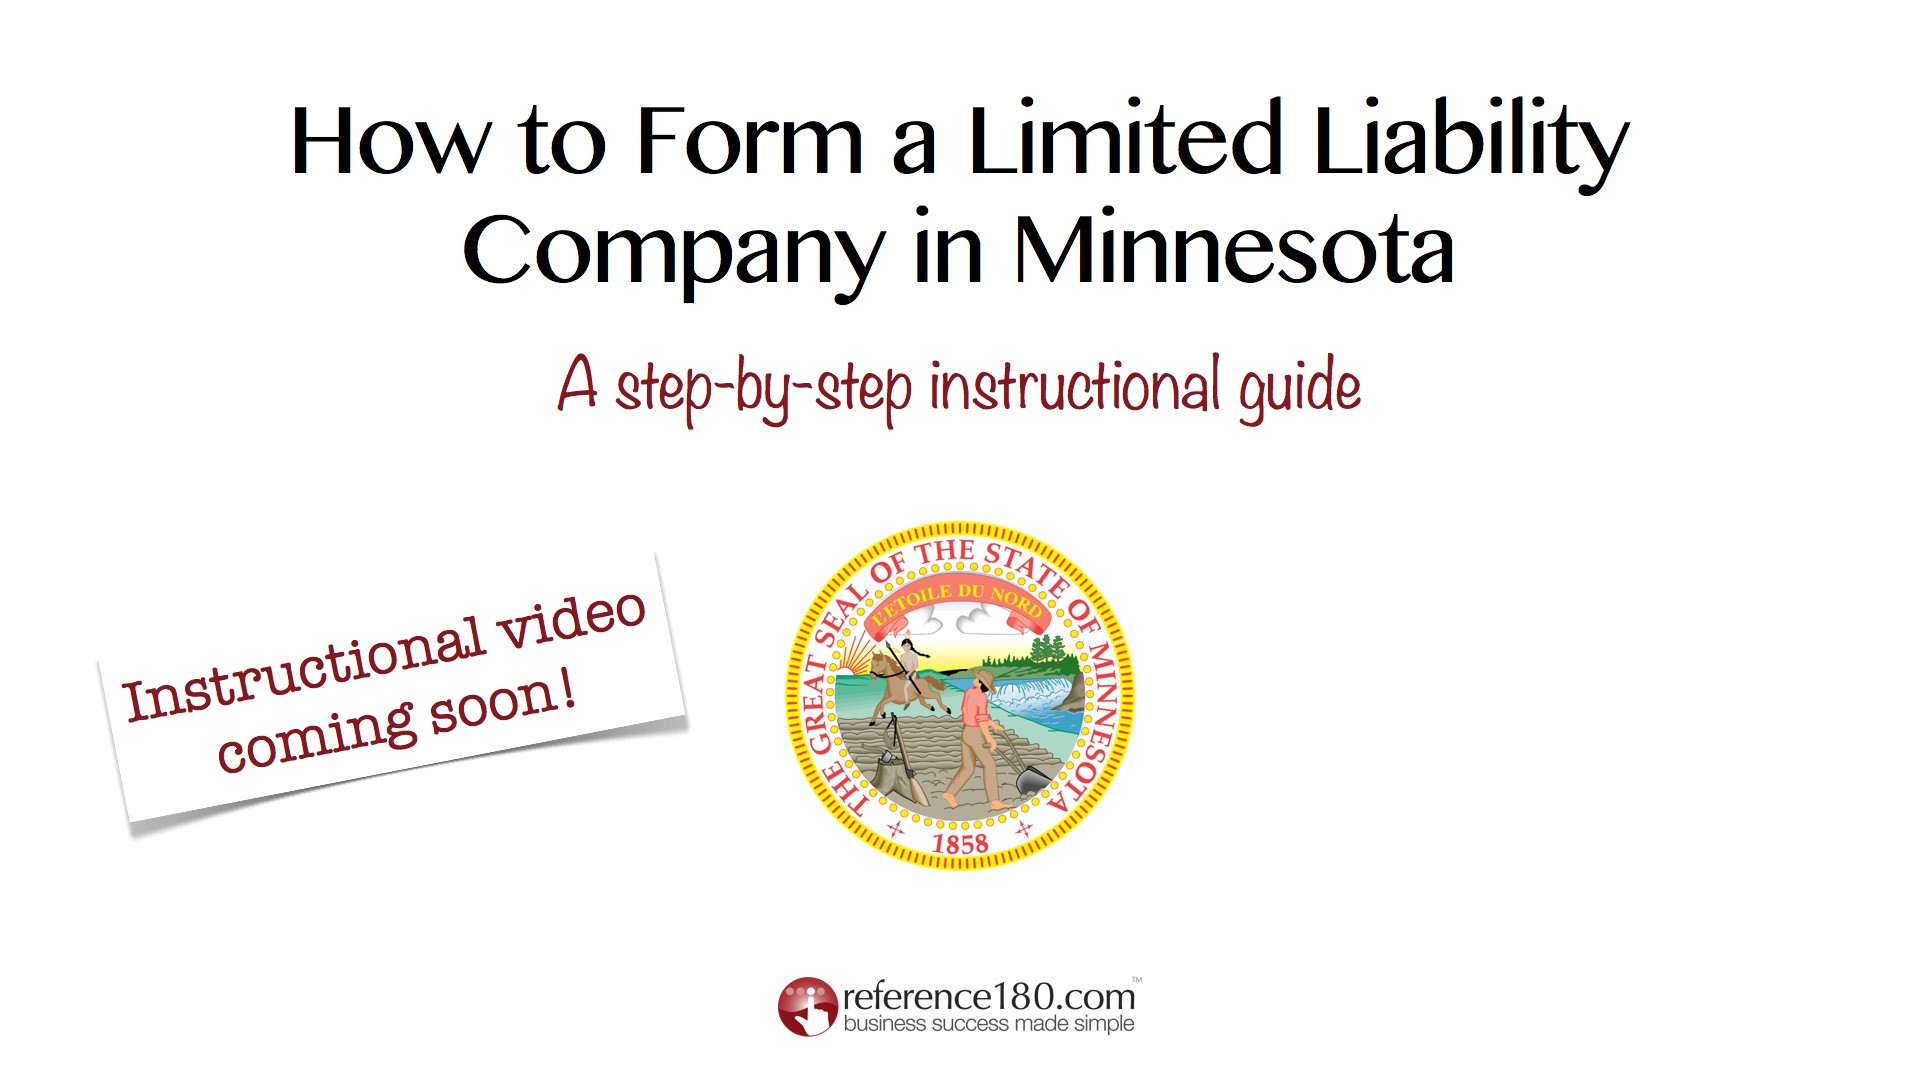 How to Form a Limited Liability
Company in Minnesota
A step-by-step instructional guide
Instructional video
coming soon!
THE GREAT SEAL OF THE STATE OF MINNESOTA
L'ETOILE DU NORD
1858
reference180.com™
business success made simple